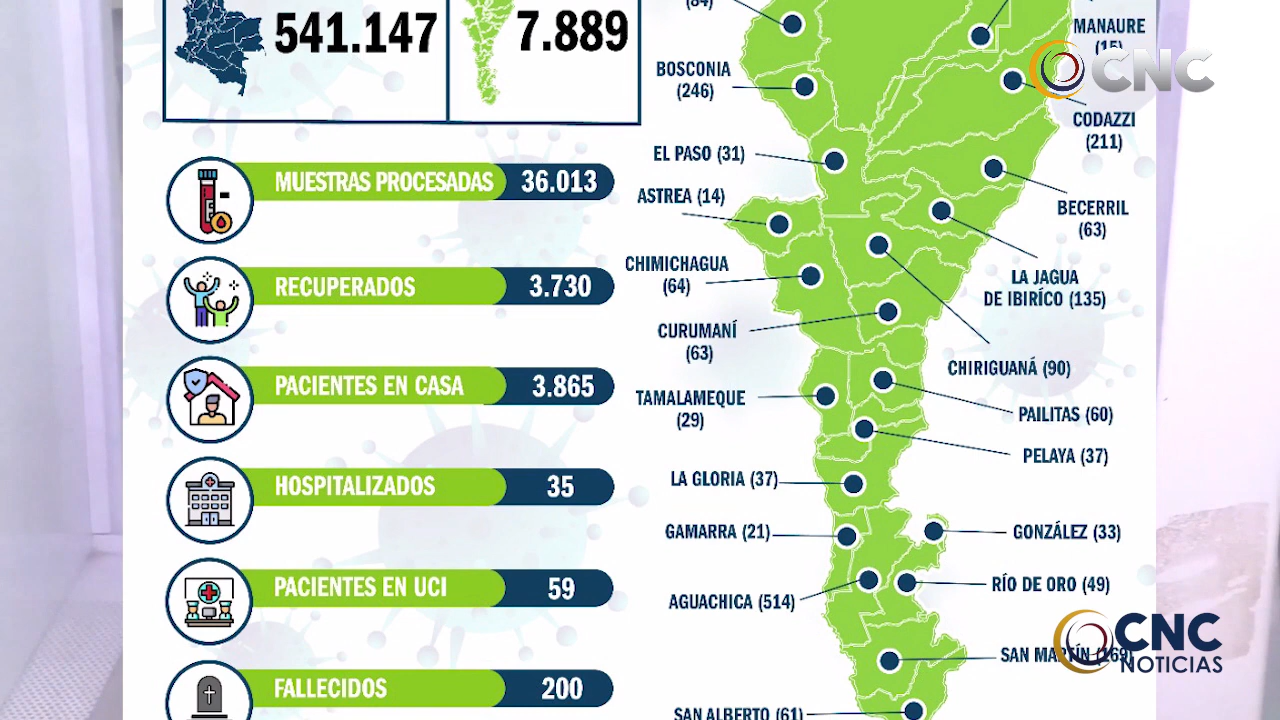 541.147
7.889
MUESTRAS PROCESADAS 36.013
RECUPERADOS 3.730
PACIENTES EN CASA 3.865
HOSPITALIZADOS 35
PACIENTES EN UCI 59
FALLECIDOS 200
MANAURE
(15)
CNC
BOSCONIA
(246)
CODAZZI
(211)
EL PASO (31)
ASTREA (14)
BECERRIL
(63)
CHIMICHAGUA
(64)
LA JAGUA
DE IBIRÍCO (135)
CURUMANÍ
(63)
CHIRIGUANÁ (90)
TAMALAMEQUE
(29)
PAILITAS (60)
PELAYA (37)
LA GLORIA (37)
GAMARRA (21)
GONZÁLEZ (33)
RÍO DE ORO (49)
AGUACHICA (514)
SAN MARTÍN (169)
CNC
NOTICIAS
SAN ALBERTO (61)